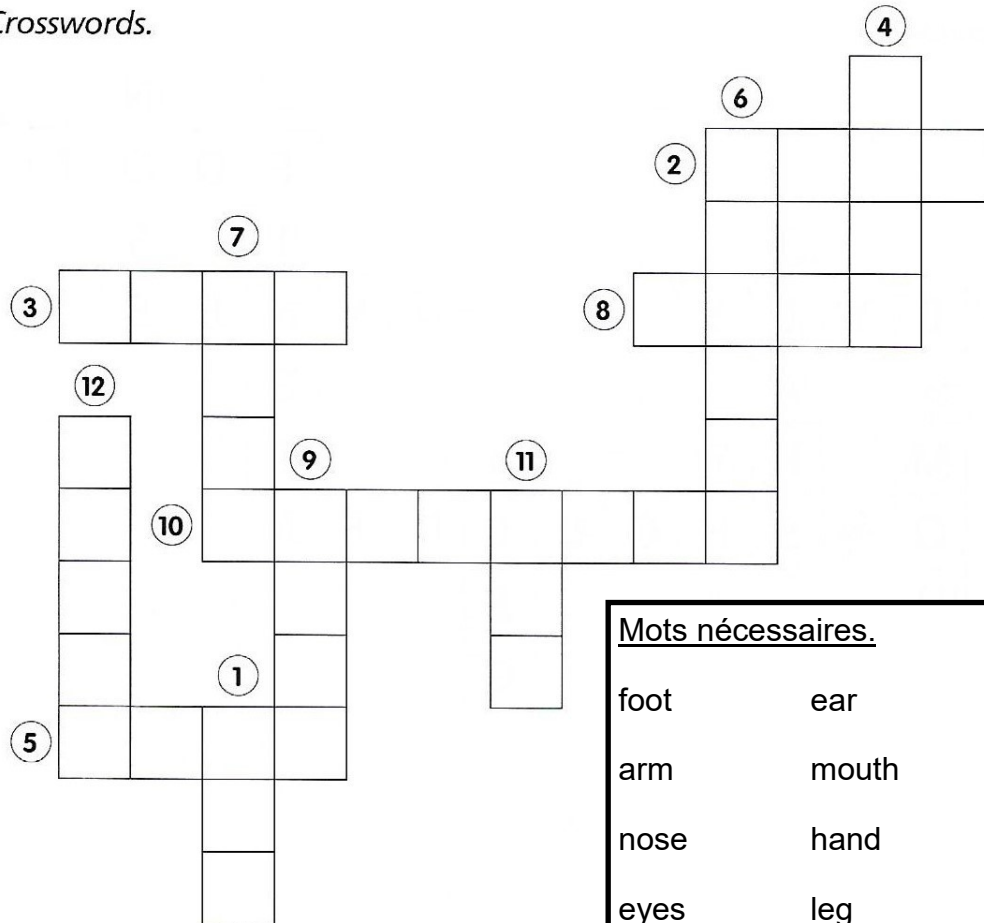 Crosswords.
4
6
2
7
3
8
12
9
11
10
Mots nécessaires.
1
foot ear
5
arm mouth
nose hand
eyes leg